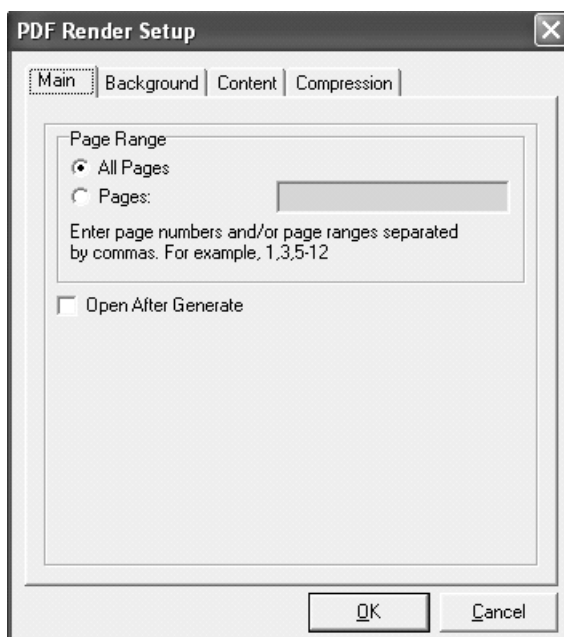 PDF Render Setup
Main Background Content Compression
Page Range
All Pages
Pages:
Enter page numbers and/or page ranges separated
by commas. For example, 1,3,5-12
Open After Generate
OK Cancel